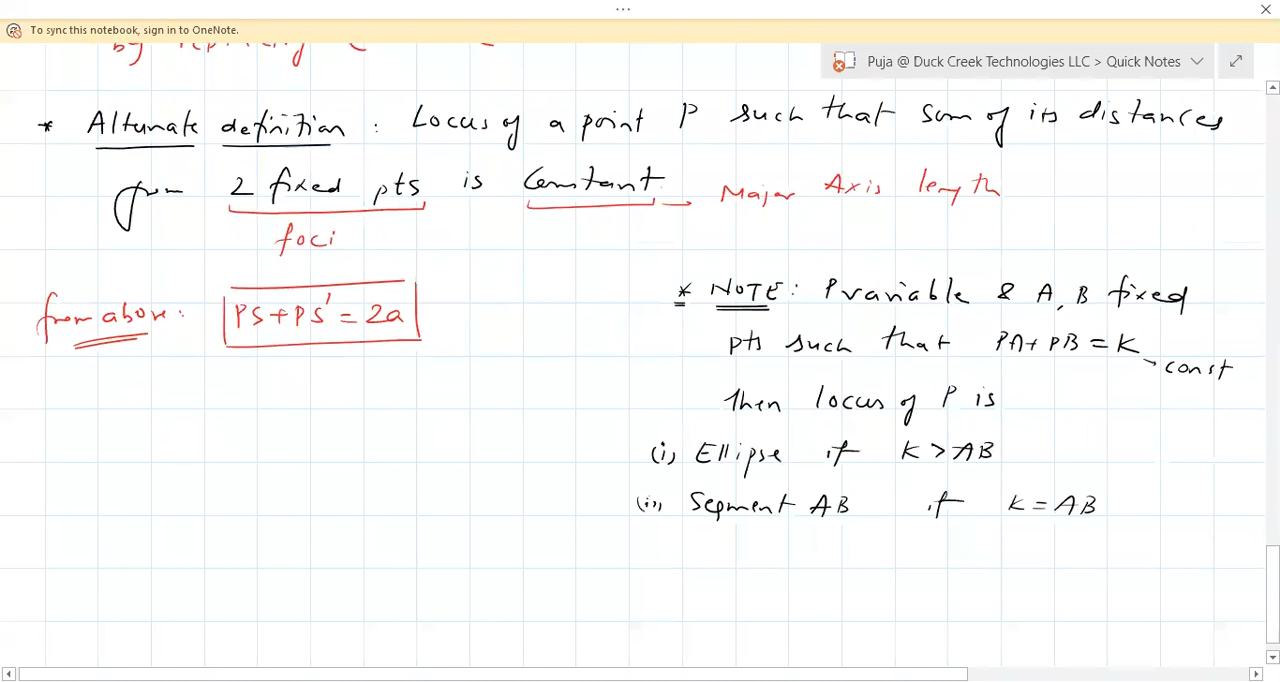 ...
To sync this notebook, sign in to OneNote.
by
Puja @ Duck Creek Technologies LLC > Quick Notes
* Alternate definition : Locus of a point P such that sum of its distances
from 2 fixed pts is constant. → Major Axis length
foci
from above : PS + PS' = 2a
* NOTE : P variable & A, B fixed
pts such that PA + PB = K → const
Then locus of P is
(i) Ellipse if K > AB
(ii) Segment AB if K = AB